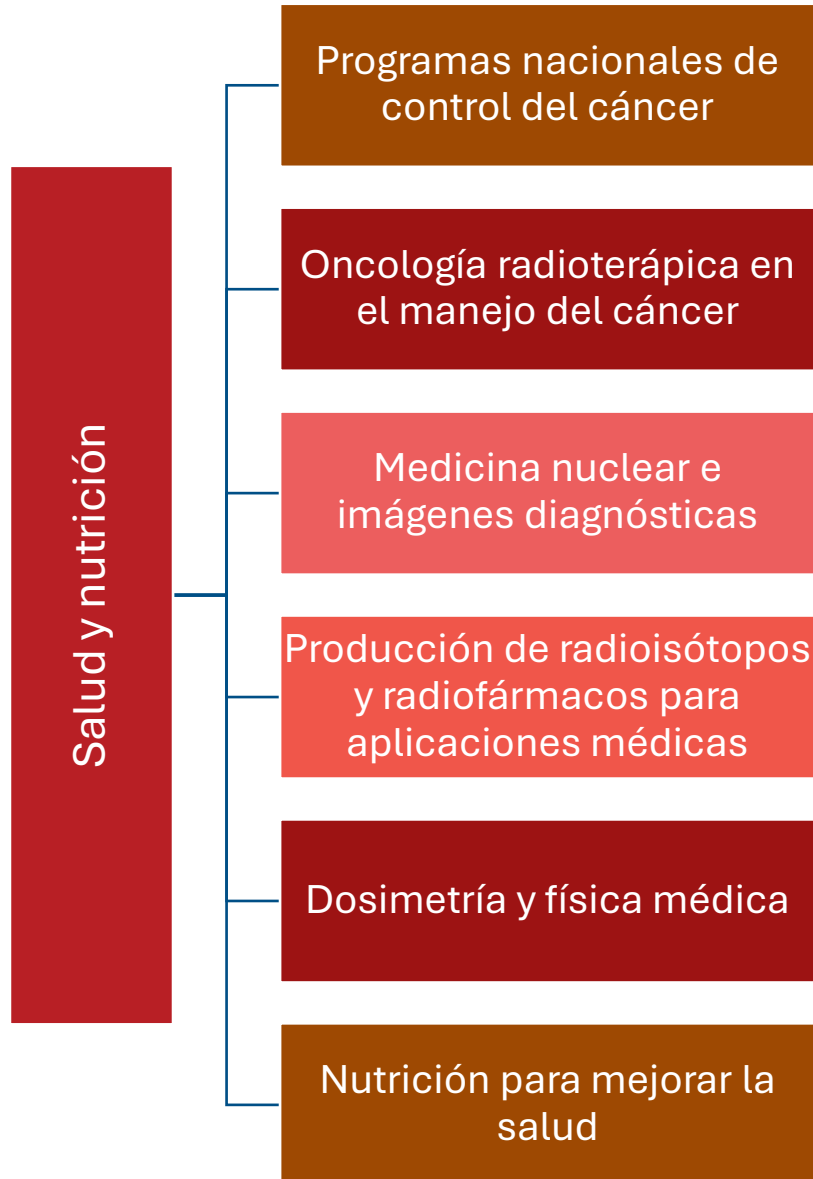 Programas nacionales de
control del cáncer
Oncología radioterápica en
el manejo del cáncer
Salud y nutrición
Medicina nuclear e
imágenes diagnósticas
Producción de radioisótopos
y radiofármacos para
aplicaciones médicas
Dosimetría y física médica
Nutrición para mejorar la
salud